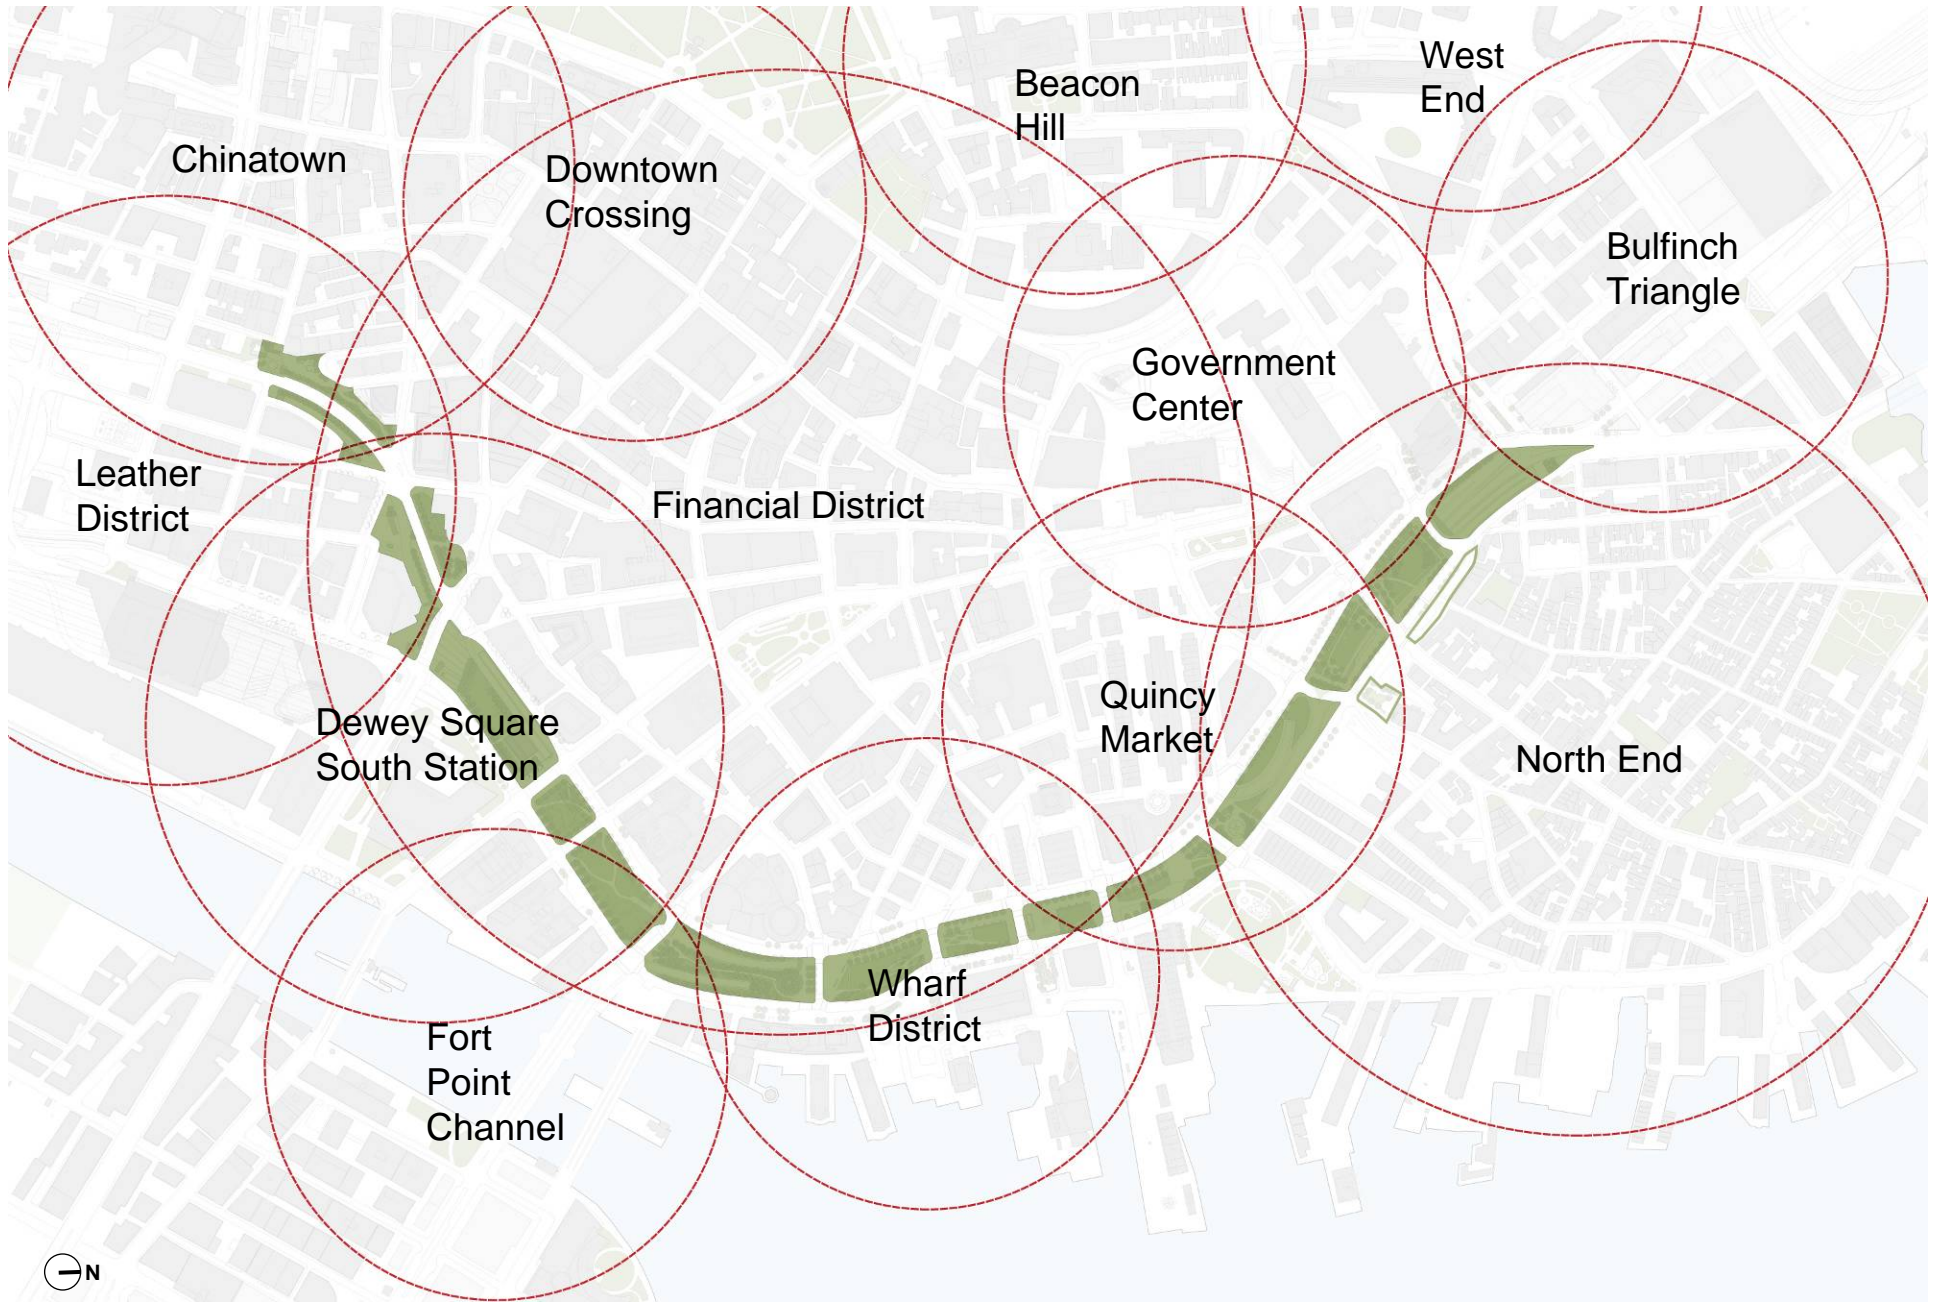 West
End
Beacon
Hill
Chinatown
Downtown
Crossing
Bulfinch
Triangle
Government
Center
Leather
District
Financial District
Quincy
Market
Dewey Square
South Station
North End
Wharf
District
Fort
Point
Channel
N